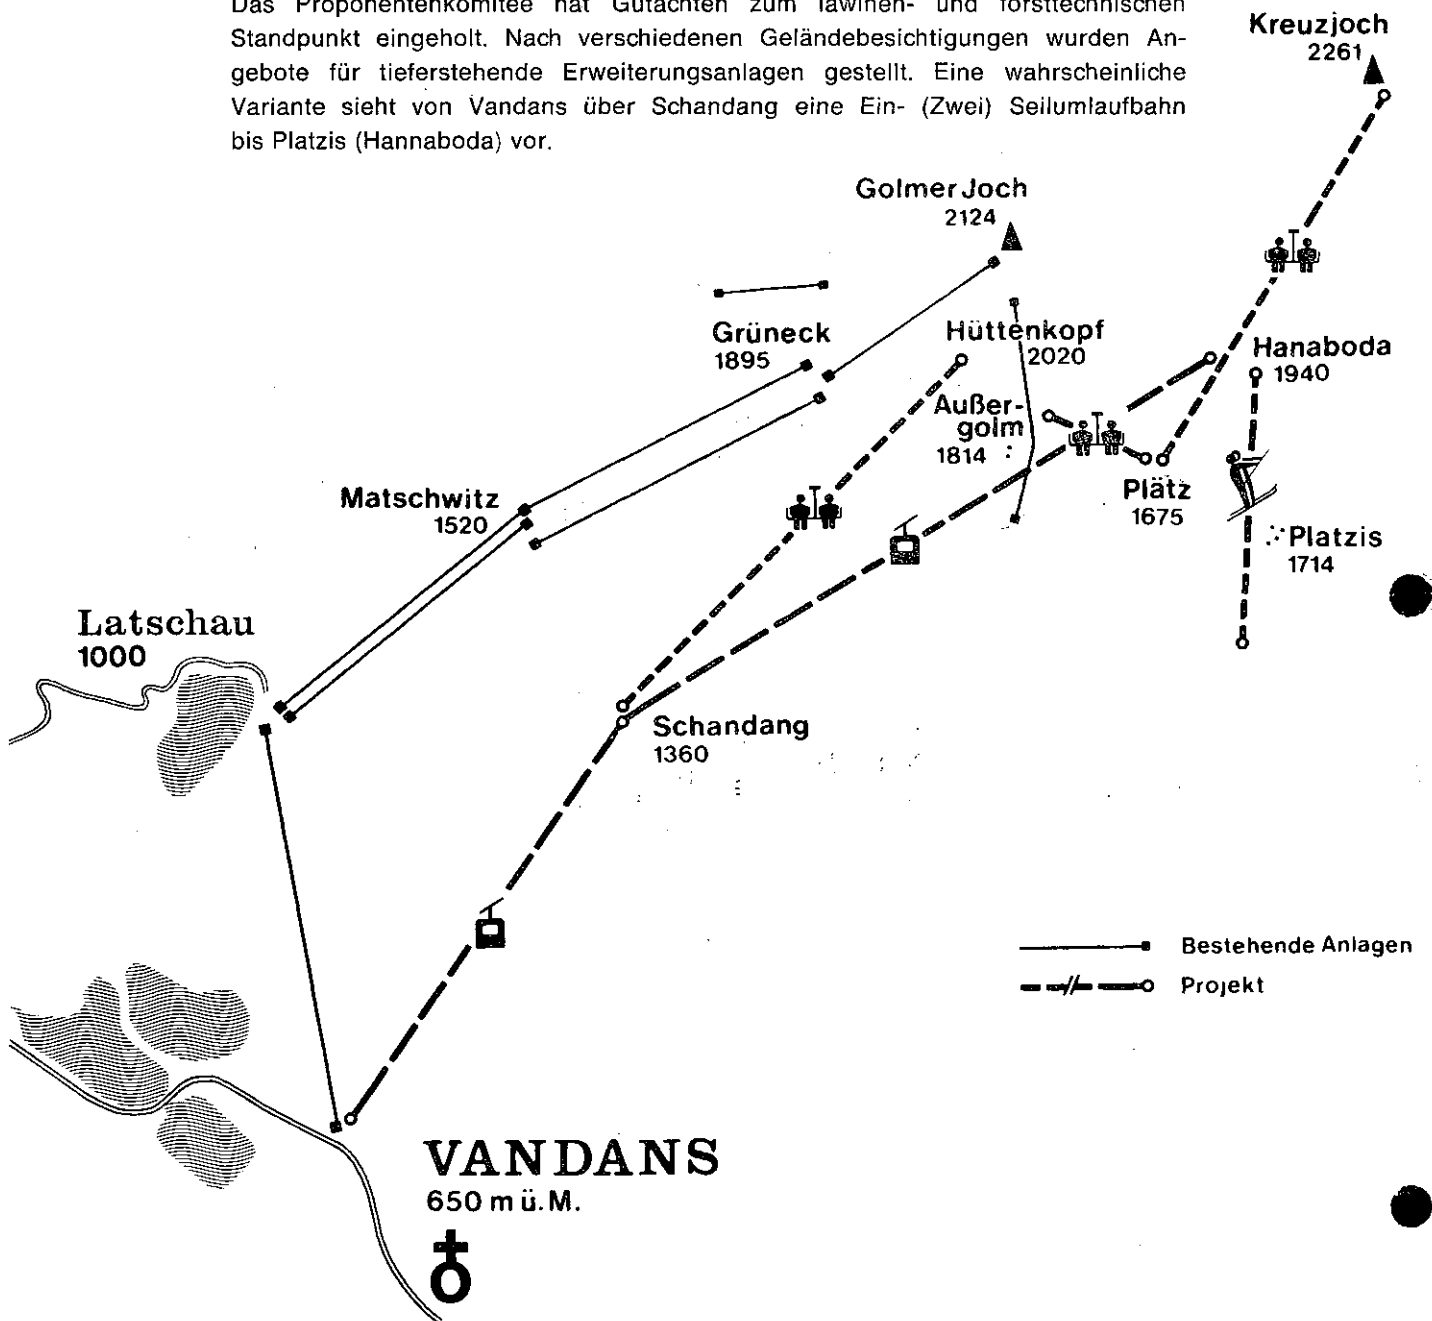 Das Proponentenkomitee hat Gutachten zum lawinen- und forsttechnischen
Standpunkt eingeholt. Nach verschiedenen Geländebesichtigungen wurden An-
gebote für tieferstehende Erweiterungsanlagen gestellt. Eine wahrscheinliche
Variante sieht von Vandans über Schandang eine Ein- (Zwei) Seilumlaufbahn
bis Platzis (Hannaboda) vor.
Kreuzjoch
2261
Golmer Joch
2124
Grüneck
1895
Hüttenkopf
2020
Hanaboda
1940
Außer-
golm
1814
Matschwitz
1520
Plätz
1675
Platzis
1714
Latschau
1000
Schandang
1360
Bestehende Anlagen
Projekt
VANDANS
650 m ü. M.